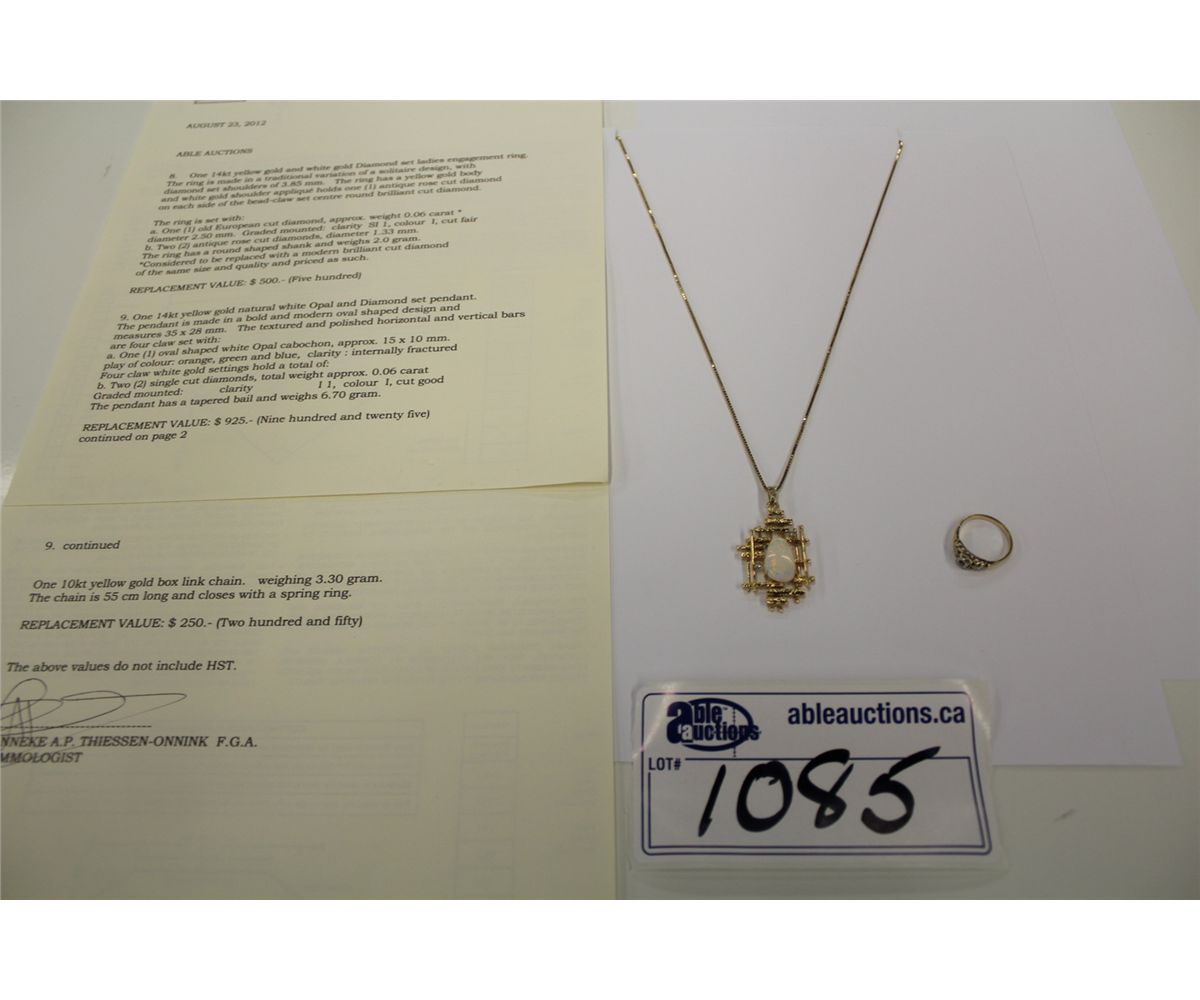 AUGUST 23, 2012
ABLE AUCTIONS
8. One 14kt yellow gold and white gold Diamond set ladies engagement ring.
The ring is made in a traditional variation of a solitaire design, with
diamond set shoulders of 3.85 mm. The ring has a yellow gold body
and white gold shoulder appliqué holds one (1) antique rose cut diamond
on each side of the bead-claw set centre round brilliant cut diamond.
The ring is set with:
a. One (1) old European cut diamond, approx. weight 0.06 carat *
diameter 2.50 mm. Graded mounted: clarity SI 1, colour I, cut fair
b. Two (2) antique rose cut diamonds, diameter 1.33 mm.
The ring has a round shaped shank and weighs 2.0 gram.
*Considered to be replaced with a modern brilliant cut diamond
of the same size and quality and priced as such.
REPLACEMENT VALUE: $ 500.- (Five hundred)
9. One 14kt yellow gold natural white Opal and Diamond set pendant.
The pendant is made in a bold and modern oval shaped design and
measures 35 x 28 mm. The textured and polished horizontal and vertical bars
are four claw set with:
a. One (1) oval shaped white Opal cabochon, approx. 15 x 10 mm.
play of colour: orange, green and blue, clarity : internally fractured
Four claw white gold settings hold a total of:
b. Two (2) single cut diamonds, total weight approx. 0.06 carat
Graded mounted: clarity I 1, colour I, cut good
The pendant has a tapered bail and weighs 6.70 gram.
REPLACEMENT VALUE: $ 925.- (Nine hundred and twenty five)
continued on page 2
9. continued
One 10kt yellow gold box link chain. weighing 3.30 gram.
The chain is 55 cm long and closes with a spring ring.
REPLACEMENT VALUE: $ 250.- (Two hundred and fifty)
The above values do not include HST.
NNEKE A.P. THIESSEN-ONNINK F.G.A.
MMOLOGIST
able auctions™
ableauctions.ca
LOT#
1085